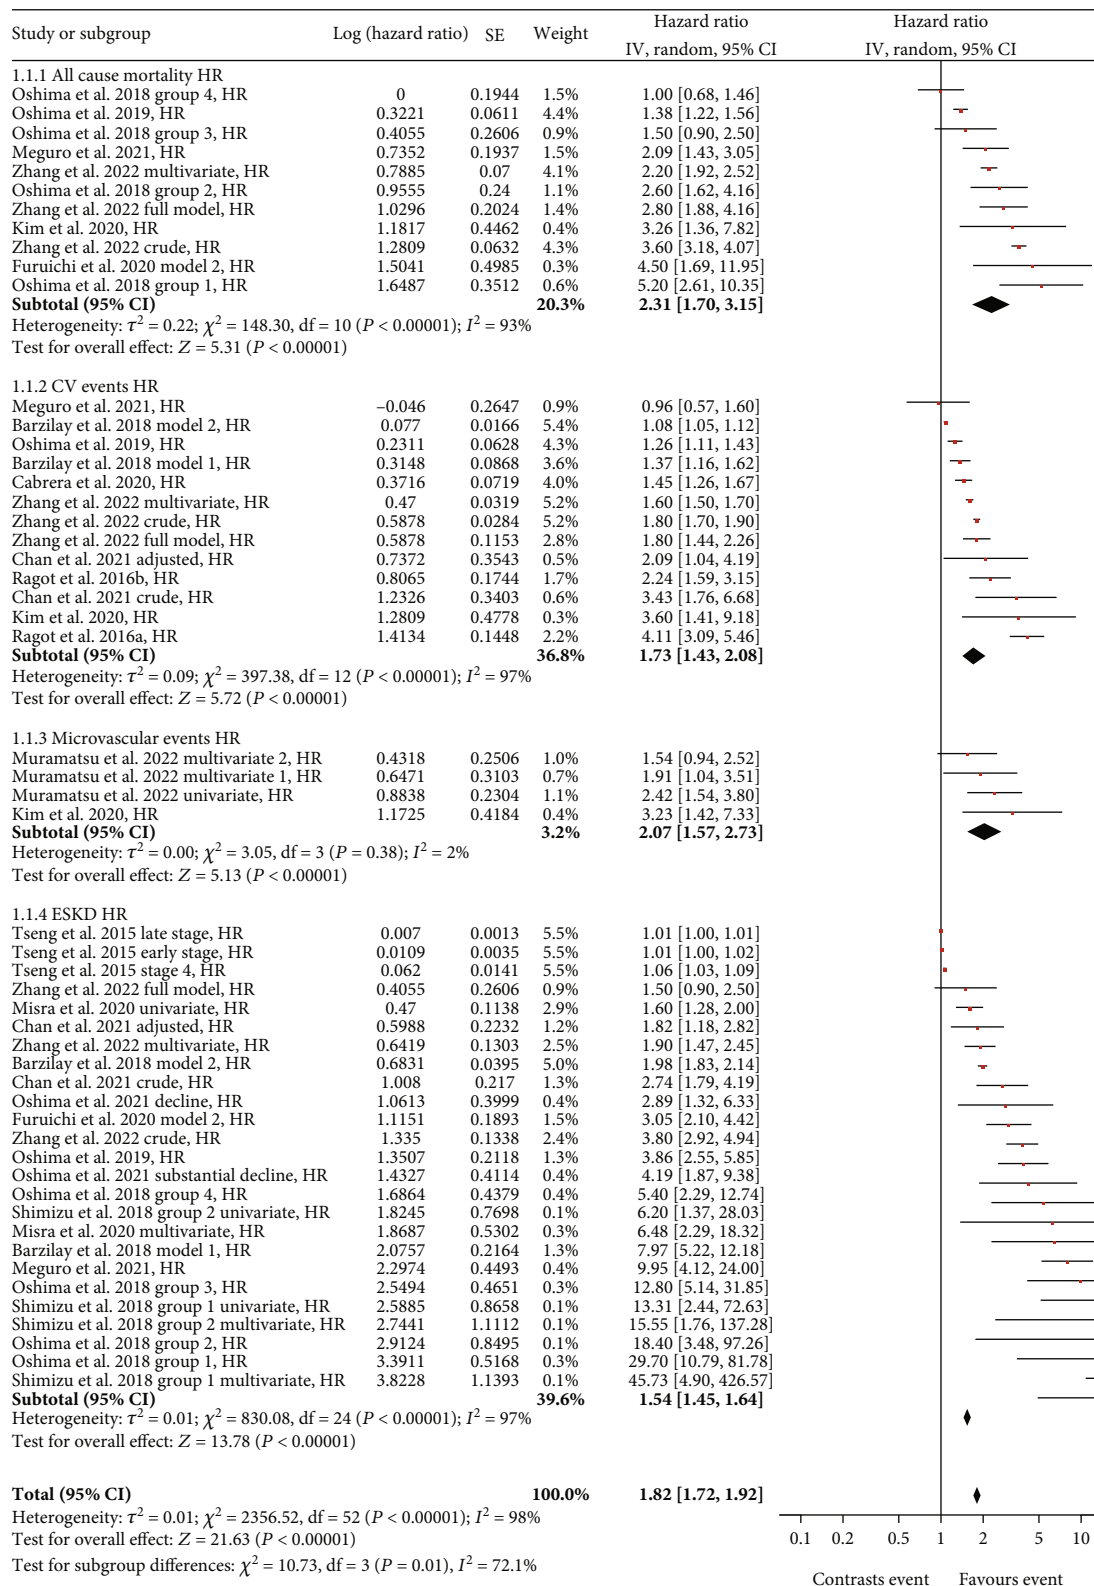 Study or subgroup Log (hazard ratio) SE Weight Hazard ratio Hazard ratio
IV, random, 95% CI IV, random, 95% CI
1.1.1 All cause mortality HR
Oshima et al. 2018 group 4, HR 0 0.1944 1.5% 1.00 [0.68, 1.46]
Oshima et al. 2019, HR 0.3221 0.0611 4.4% 1.38 [1.22, 1.56]
Oshima et al. 2018 group 3, HR 0.4055 0.2606 0.9% 1.50 [0.90, 2.50]
Meguro et al. 2021, HR 0.7352 0.1937 1.5% 2.09 [1.43, 3.05]
Zhang et al. 2022 multivariate, HR 0.7885 0.07 4.1% 2.20 [1.92, 2.52]
Oshima et al. 2018 group 2, HR 0.9555 0.24 1.1% 2.60 [1.62, 4.16]
Zhang et al. 2022 full model, HR 1.0296 0.2024 1.4% 2.80 [1.88, 4.16]
Kim et al. 2020, HR 1.1817 0.4462 0.4% 3.26 [1.36, 7.82]
Zhang et al. 2022 crude, HR 1.2809 0.0632 4.3% 3.60 [3.18, 4.07]
Furuichi et al. 2020 model 2, HR 1.5041 0.4985 0.3% 4.50 [1.69, 11.95]
Oshima et al. 2018 group 1, HR 1.6487 0.3512 0.6% 5.20 [2.61, 10.35]
Subtotal (95% CI) 20.3% 2.31 [1.70, 3.15]
Heterogeneity: τ² = 0.22; χ² = 148.30, df = 10 (P < 0.00001); I² = 93%
Test for overall effect: Z = 5.31 (P < 0.00001)
1.1.2 CV events HR
Meguro et al. 2021, HR –0.046 0.2647 0.9% 0.96 [0.57, 1.60]
Barzilay et al. 2018 model 2, HR 0.077 0.0166 5.4% 1.08 [1.05, 1.12]
Oshima et al. 2019, HR 0.2311 0.0628 4.3% 1.26 [1.11, 1.43]
Barzilay et al. 2018 model 1, HR 0.3148 0.0868 3.6% 1.37 [1.16, 1.62]
Cabrera et al. 2020, HR 0.3716 0.0719 4.0% 1.45 [1.26, 1.67]
Zhang et al. 2022 multivariate, HR 0.47 0.0319 5.2% 1.60 [1.50, 1.70]
Zhang et al. 2022 crude, HR 0.5878 0.0284 5.2% 1.80 [1.70, 1.90]
Zhang et al. 2022 full model, HR 0.5878 0.1153 2.8% 1.80 [1.44, 2.26]
Chan et al. 2021 adjusted, HR 0.7372 0.3543 0.5% 2.09 [1.04, 4.19]
Ragot et al. 2016b, HR 0.8065 0.1744 1.7% 2.24 [1.59, 3.15]
Chan et al. 2021 crude, HR 1.2326 0.3403 0.6% 3.43 [1.76, 6.68]
Kim et al. 2020, HR 1.2809 0.4778 0.3% 3.60 [1.41, 9.18]
Ragot et al. 2016a, HR 1.4134 0.1448 2.2% 4.11 [3.09, 5.46]
Subtotal (95% CI) 36.8% 1.73 [1.43, 2.08]
Heterogeneity: τ² = 0.09; χ² = 397.38, df = 12 (P < 0.00001); I² = 97%
Test for overall effect: Z = 5.72 (P < 0.00001)
1.1.3 Microvascular events HR
Muramatsu et al. 2022 multivariate 2, HR 0.4318 0.2506 1.0% 1.54 [0.94, 2.52]
Muramatsu et al. 2022 multivariate 1, HR 0.6471 0.3103 0.7% 1.91 [1.04, 3.51]
Muramatsu et al. 2022 univariate, HR 0.8838 0.2304 1.1% 2.42 [1.54, 3.80]
Kim et al. 2020, HR 1.1725 0.4184 0.4% 3.23 [1.42, 7.33]
Subtotal (95% CI) 3.2% 2.07 [1.57, 2.73]
Heterogeneity: τ² = 0.00; χ² = 3.05, df = 3 (P = 0.38); I² = 2%
Test for overall effect: Z = 5.13 (P < 0.00001)
1.1.4 ESKD HR
Tseng et al. 2015 late stage, HR 0.007 0.0013 5.5% 1.01 [1.00, 1.01]
Tseng et al. 2015 early stage, HR 0.0109 0.0035 5.5% 1.01 [1.00, 1.02]
Tseng et al. 2015 stage 4, HR 0.062 0.0141 5.5% 1.06 [1.03, 1.09]
Zhang et al. 2022 full model, HR 0.4055 0.2606 0.9% 1.50 [0.90, 2.50]
Misra et al. 2020 univariate, HR 0.47 0.1138 2.9% 1.60 [1.28, 2.00]
Chan et al. 2021 adjusted, HR 0.5988 0.2232 1.2% 1.82 [1.18, 2.82]
Zhang et al. 2022 multivariate, HR 0.6419 0.1303 2.5% 1.90 [1.47, 2.45]
Barzilay et al. 2018 model 2, HR 0.6831 0.0395 5.0% 1.98 [1.83, 2.14]
Chan et al. 2021 crude, HR 1.008 0.217 1.3% 2.74 [1.79, 4.19]
Oshima et al. 2021 decline, HR 1.0613 0.3999 0.4% 2.89 [1.32, 6.33]
Furuichi et al. 2020 model 2, HR 1.1151 0.1893 1.5% 3.05 [2.10, 4.42]
Zhang et al. 2022 crude, HR 1.335 0.1338 2.4% 3.80 [2.92, 4.94]
Oshima et al. 2019, HR 1.3507 0.2118 1.3% 3.86 [2.55, 5.85]
Oshima et al. 2021 substantial decline, HR 1.4327 0.4114 0.4% 4.19 [1.87, 9.38]
Oshima et al. 2018 group 4, HR 1.6864 0.4379 0.4% 5.40 [2.29, 12.74]
Shimizu et al. 2018 group 2 univariate, HR 1.8245 0.7698 0.1% 6.20 [1.37, 28.03]
Misra et al. 2020 multivariate, HR 1.8687 0.5302 0.2% 6.48 [2.29, 18.32]
Barzilay et al. 2018 model 1, HR 2.0757 0.2164 1.3% 7.97 [5.22, 12.18]
Meguro et al. 2021, HR 2.2974 0.4493 0.4% 9.95 [4.12, 24.00]
Oshima et al. 2018 group 3, HR 2.5494 0.4651 0.3% 12.80 [5.14, 31.85]
Shimizu et al. 2018 group 1 univariate, HR 2.5885 0.8658 0.1% 13.31 [2.44, 72.63]
Shimizu et al. 2018 group 2 multivariate, HR 2.7441 1.1112 0.1% 15.55 [1.76, 137.28]
Oshima et al. 2018 group 2, HR 2.9124 0.8495 0.1% 18.40 [3.48, 97.26]
Oshima et al. 2018 group 1, HR 3.3911 0.5168 0.3% 29.70 [10.79, 81.78]
Shimizu et al. 2018 group 1 multivariate, HR 3.8228 1.1393 0.1% 45.73 [4.90, 426.57]
Subtotal (95% CI) 39.6% 1.54 [1.45, 1.64]
Heterogeneity: τ² = 0.01; χ² = 830.08, df = 24 (P < 0.00001); I² = 97%
Test for overall effect: Z = 13.78 (P < 0.00001)
Total (95% CI) 100.0% 1.82 [1.72, 1.92]
Heterogeneity: τ² = 0.01; χ² = 2356.52, df = 52 (P < 0.00001); I² = 98%
Test for overall effect: Z = 21.63 (P < 0.00001)
Test for subgroup differences: χ² = 10.73, df = 3 (P = 0.01), I² = 72.1%
0.1 0.2 0.5 1 2 5 10
Contrasts event Favours event